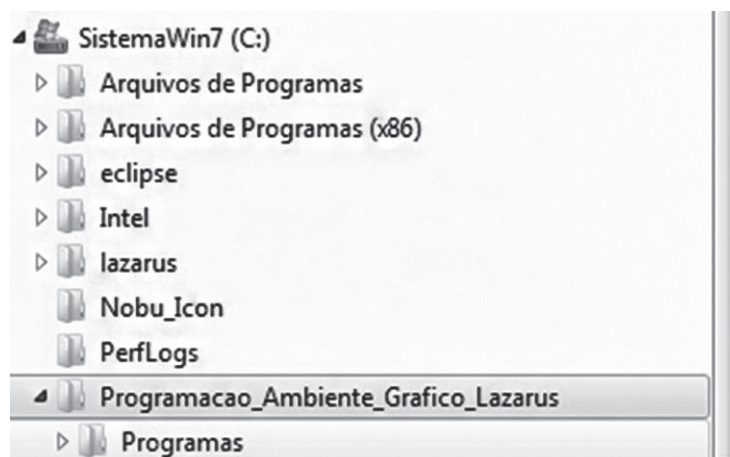 SistemaWin7 (C:)
Arquivos de Programas
Arquivos de Programas (x86)
eclipse
Intel
lazarus
Nobu_Icon
PerfLogs
Programacao_Ambiente_Grafico_Lazarus
Programas